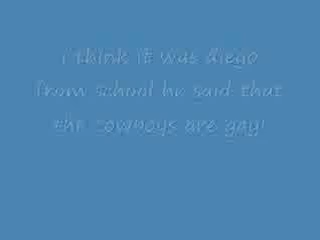 i think it was diego
from school he said that
the cowboys are gay!